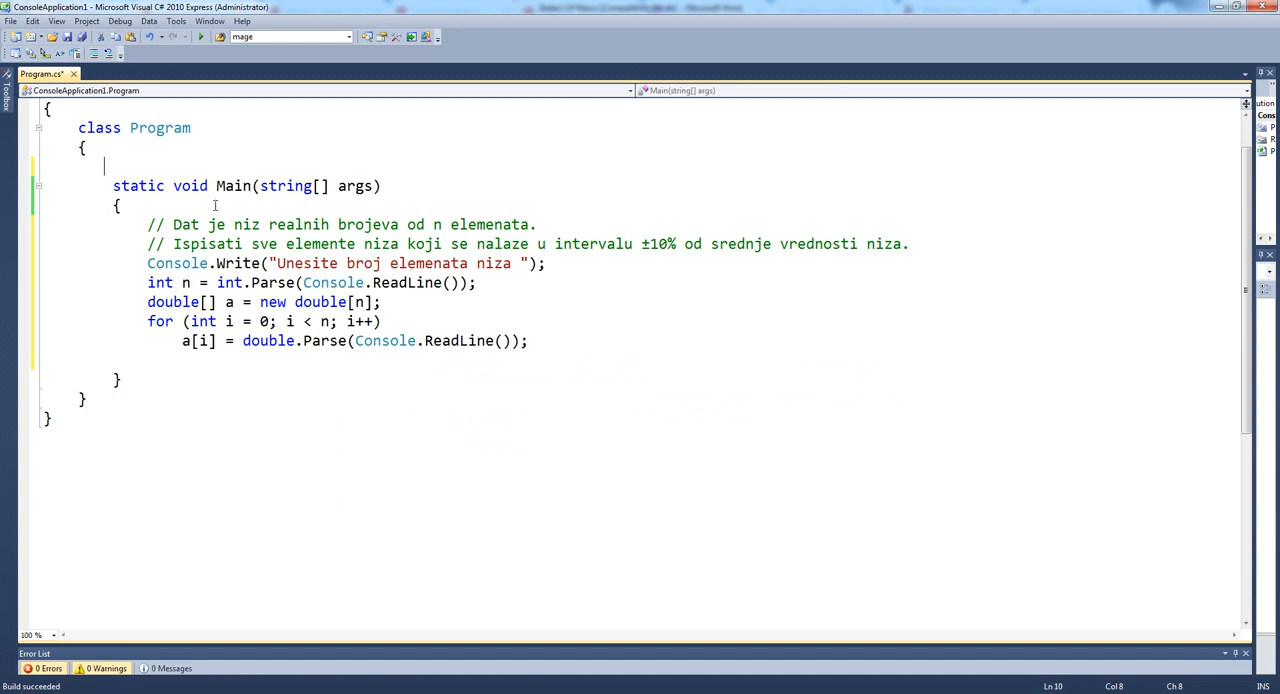 ConsoleApplication1 - Microsoft Visual C# 2010 Express (Administrator)
File Edit View Project Debug Data Tools Window Help
mage
Program.cs*
Toolbox
ConsoleApplication1.Program
Main(string[] args)
{
class Program
{
static void Main(string[] args)
{
// Dat je niz realnih brojeva od n elemenata.
// Ispisati sve elemente niza koji se nalaze u intervalu ±10% od srednje vrednosti niza.
Console.Write("Unesite broj elemenata niza ");
int n = int.Parse(Console.ReadLine());
double[] a = new double[n];
for (int i = 0; i < n; i++)
a[i] = double.Parse(Console.ReadLine());
}
}
}
ution
Cons
P
R
P
100 %
Error List
0 Errors 0 Warnings 0 Messages
Build succeeded Ln 10 Col 8 Ch 8 INS